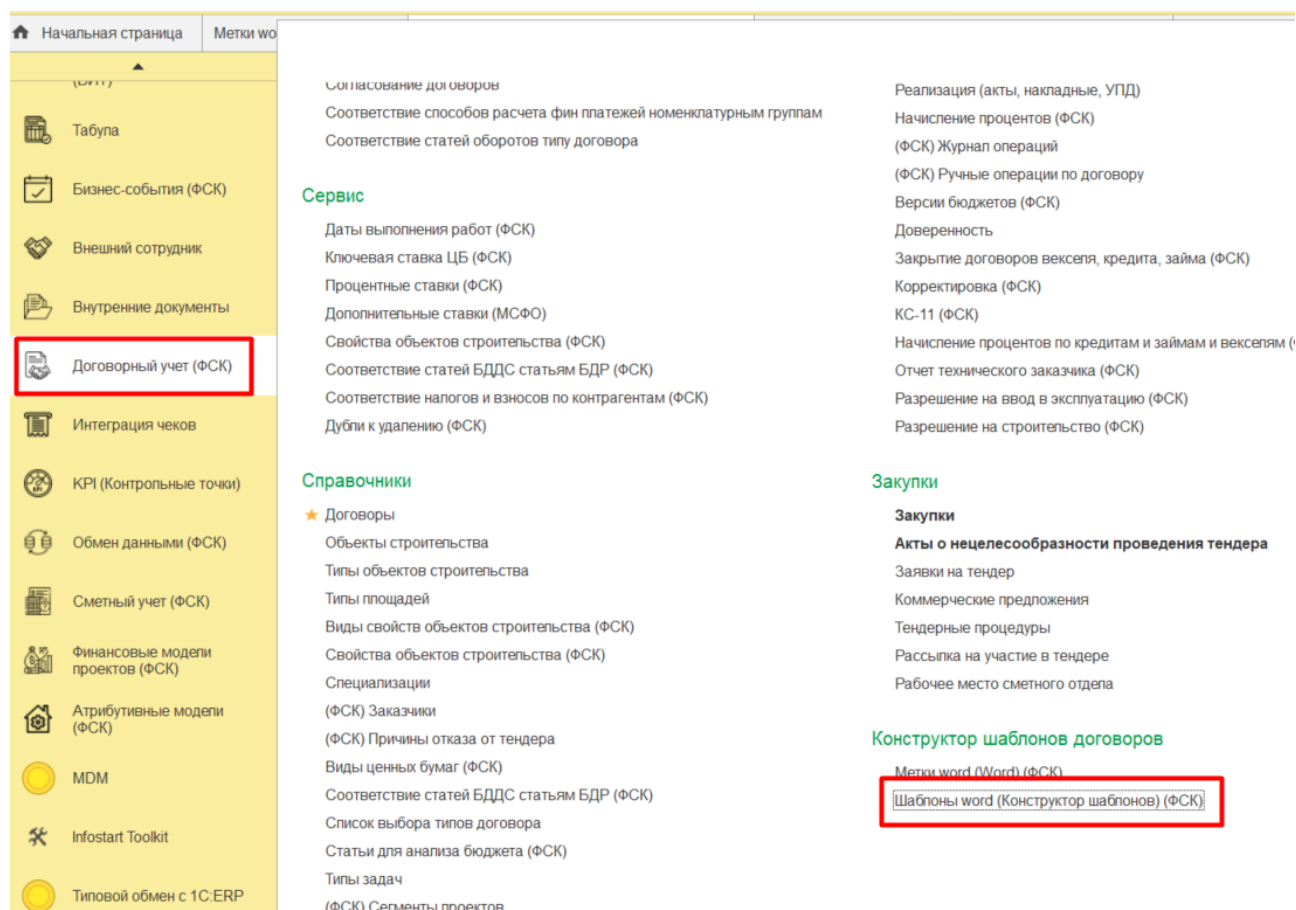 Начальная страница
Метки wo
(БИТ)
Табула
Бизнес-события (ФСК)
Внешний сотрудник
Внутренние документы
Договорный учет (ФСК)
Интеграция чеков
KPI (Контрольные точки)
Обмен данными (ФСК)
Сметный учет (ФСК)
Финансовые модели
проектов (ФСК)
Атрибутивные модели
(ФСК)
MDM
Infostart Toolkit
Типовой обмен с 1С:ERP
Согласование договоров
Соответствие способов расчета фин платежей номенклатурным группам
Соответствие статей оборотов типу договора
Сервис
Даты выполнения работ (ФСК)
Ключевая ставка ЦБ (ФСК)
Процентные ставки (ФСК)
Дополнительные ставки (МСФО)
Свойства объектов строительства (ФСК)
Соответствие статей БДДС статьям БДР (ФСК)
Соответствие налогов и взносов по контрагентам (ФСК)
Дубли к удалению (ФСК)
Справочники
Договоры
Объекты строительства
Типы объектов строительства
Типы площадей
Виды свойств объектов строительства (ФСК)
Свойства объектов строительства (ФСК)
Специализации
(ФСК) Заказчики
(ФСК) Причины отказа от тендера
Виды ценных бумаг (ФСК)
Соответствие статей БДДС статьям БДР (ФСК)
Список выбора типов договора
Статьи для анализа бюджета (ФСК)
Типы задач
(ФСК) Сегменты проектов
Реализация (акты, накладные, УПД)
Начисление процентов (ФСК)
(ФСК) Журнал операций
(ФСК) Ручные операции по договору
Версии бюджетов (ФСК)
Доверенность
Закрытие договоров векселя, кредита, займа (ФСК)
Корректировка (ФСК)
КС-11 (ФСК)
Начисление процентов по кредитам и займам и векселям (
Отчет технического заказчика (ФСК)
Разрешение на ввод в эксплуатацию (ФСК)
Разрешение на строительство (ФСК)
Закупки
Закупки
Акты о нецелесообразности проведения тендера
Заявки на тендер
Коммерческие предложения
Тендерные процедуры
Рассылка на участие в тендере
Рабочее место сметного отдела
Конструктор шаблонов договоров
Метки word (Word) (ФСК)
Шаблоны word (Конструктор шаблонов) (ФСК)